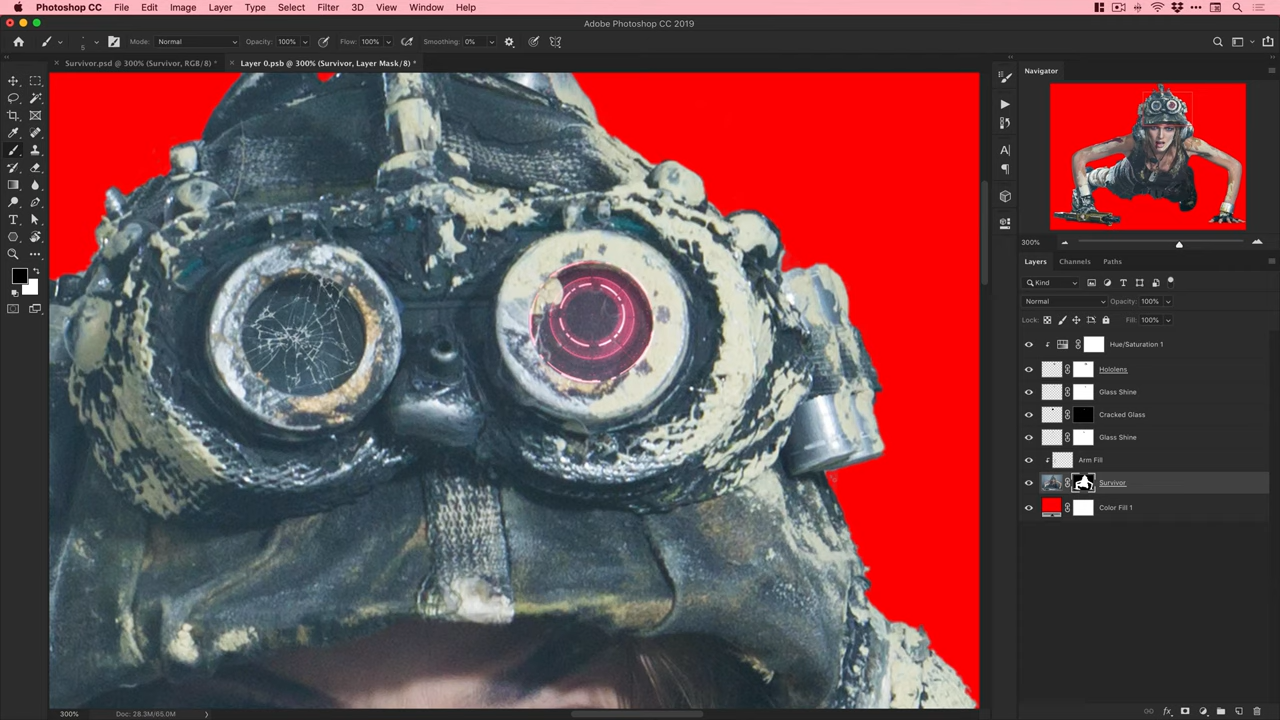 Photoshop CC File Edit Image Layer Type Select Filter 3D View Window Help
Adobe Photoshop CC 2019
5 Mode: Normal Opacity: 100% Flow: 100% Smoothing: 0%
Survivor.psd @ 300% (Survivor, RGB/8) * Layer 0.psb @ 300% (Survivor, Layer Mask/8) *
Navigator
300%
Layers Channels Paths
Kind
Normal Opacity: 100%
Lock: Fill: 100%
Hue/Saturation 1
Hololens
Glass Shine
Cracked Glass
Glass Shine
Arm Fill
Survivor
Color Fill 1
300% Doc: 28.3M/65.0M